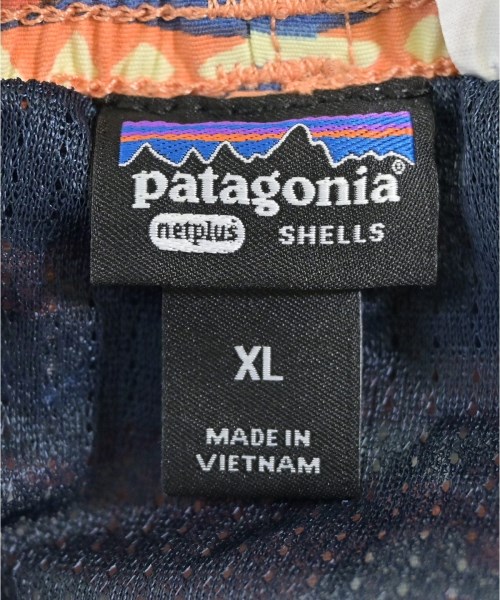 patagonia®
netplus® SHELLS
XL
MADE IN
VIETNAM